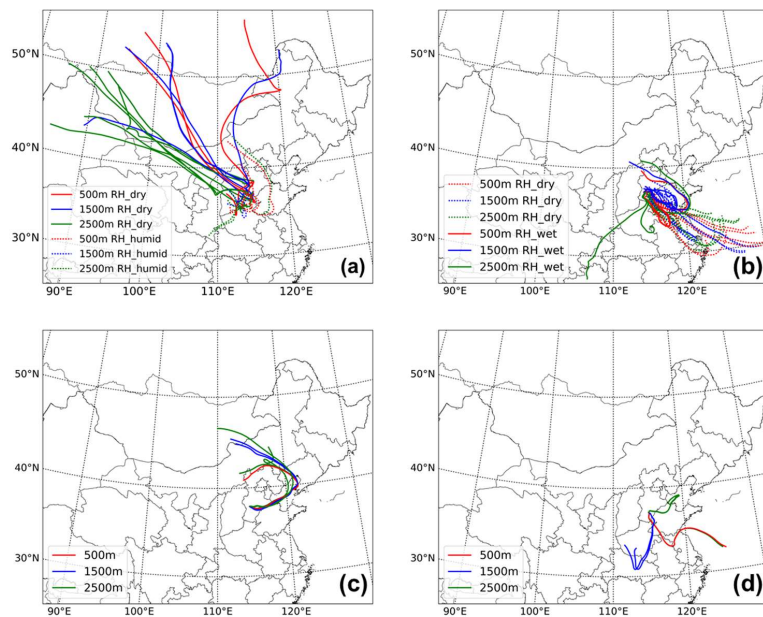 50°N
40°N
30°N
500m RH_dry
1500m RH_dry
2500m RH_dry
500m RH_humid
1500m RH_humid
2500m RH_humid
(a)
90°E
100°E
110°E
120°E
50°N
40°N
30°N
500m RH_dry
1500m RH_dry
2500m RH_dry
500m RH_wet
1500m RH_wet
2500m RH_wet
(b)
90°E
100°E
110°E
120°E
50°N
40°N
30°N
500m
1500m
2500m
(c)
90°E
100°E
110°E
120°E
50°N
40°N
30°N
500m
1500m
2500m
(d)
90°E
100°E
110°E
120°E